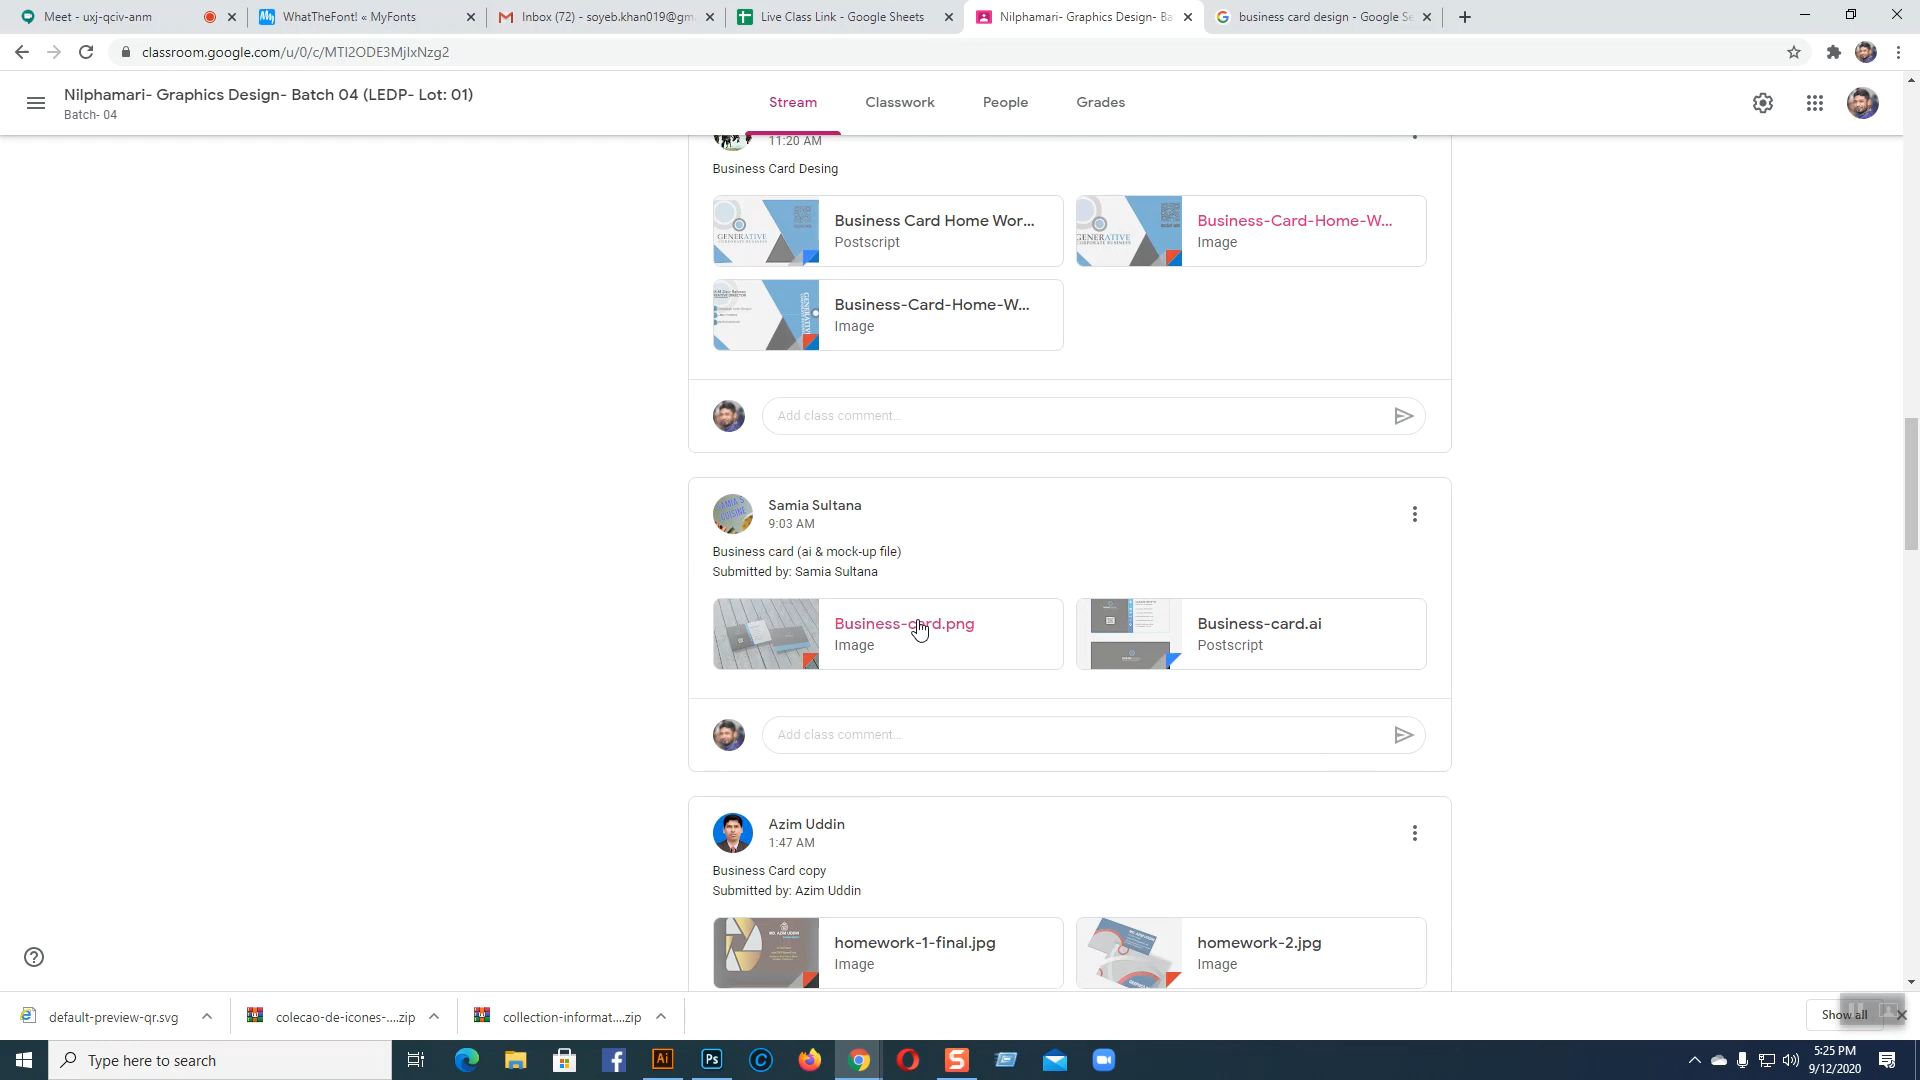 Meet - uxj-qciv-anm
WhatTheFont! « MyFonts
Inbox (72) - soyeb.khan019@gm
Live Class Link - Google Sheets
Nilphamari- Graphics Design- Ba
business card design - Google Se
classroom.google.com/u/0/c/MTI2ODE3MjIxNzg2
Nilphamari- Graphics Design- Batch 04 (LEDP- Lot: 01)
Batch- 04
Stream
Classwork
People
Grades
11:20 AM
Business Card Desing
Business Card Home Wor...
Postscript
Business-Card-Home-W...
Image
Business-Card-Home-W...
Image
Add class comment...
Samia Sultana
9:03 AM
Business card (ai & mock-up file)
Submitted by: Samia Sultana
Business-card.png
Image
Business-card.ai
Postscript
Add class comment...
Azim Uddin
1:47 AM
Business Card copy
Submitted by: Azim Uddin
homework-1-final.jpg
Image
homework-2.jpg
Image
default-preview-qr.svg
colecao-de-icones-....zip
collection-informat....zip
Show all
Type here to search
5:25 PM
9/12/2020